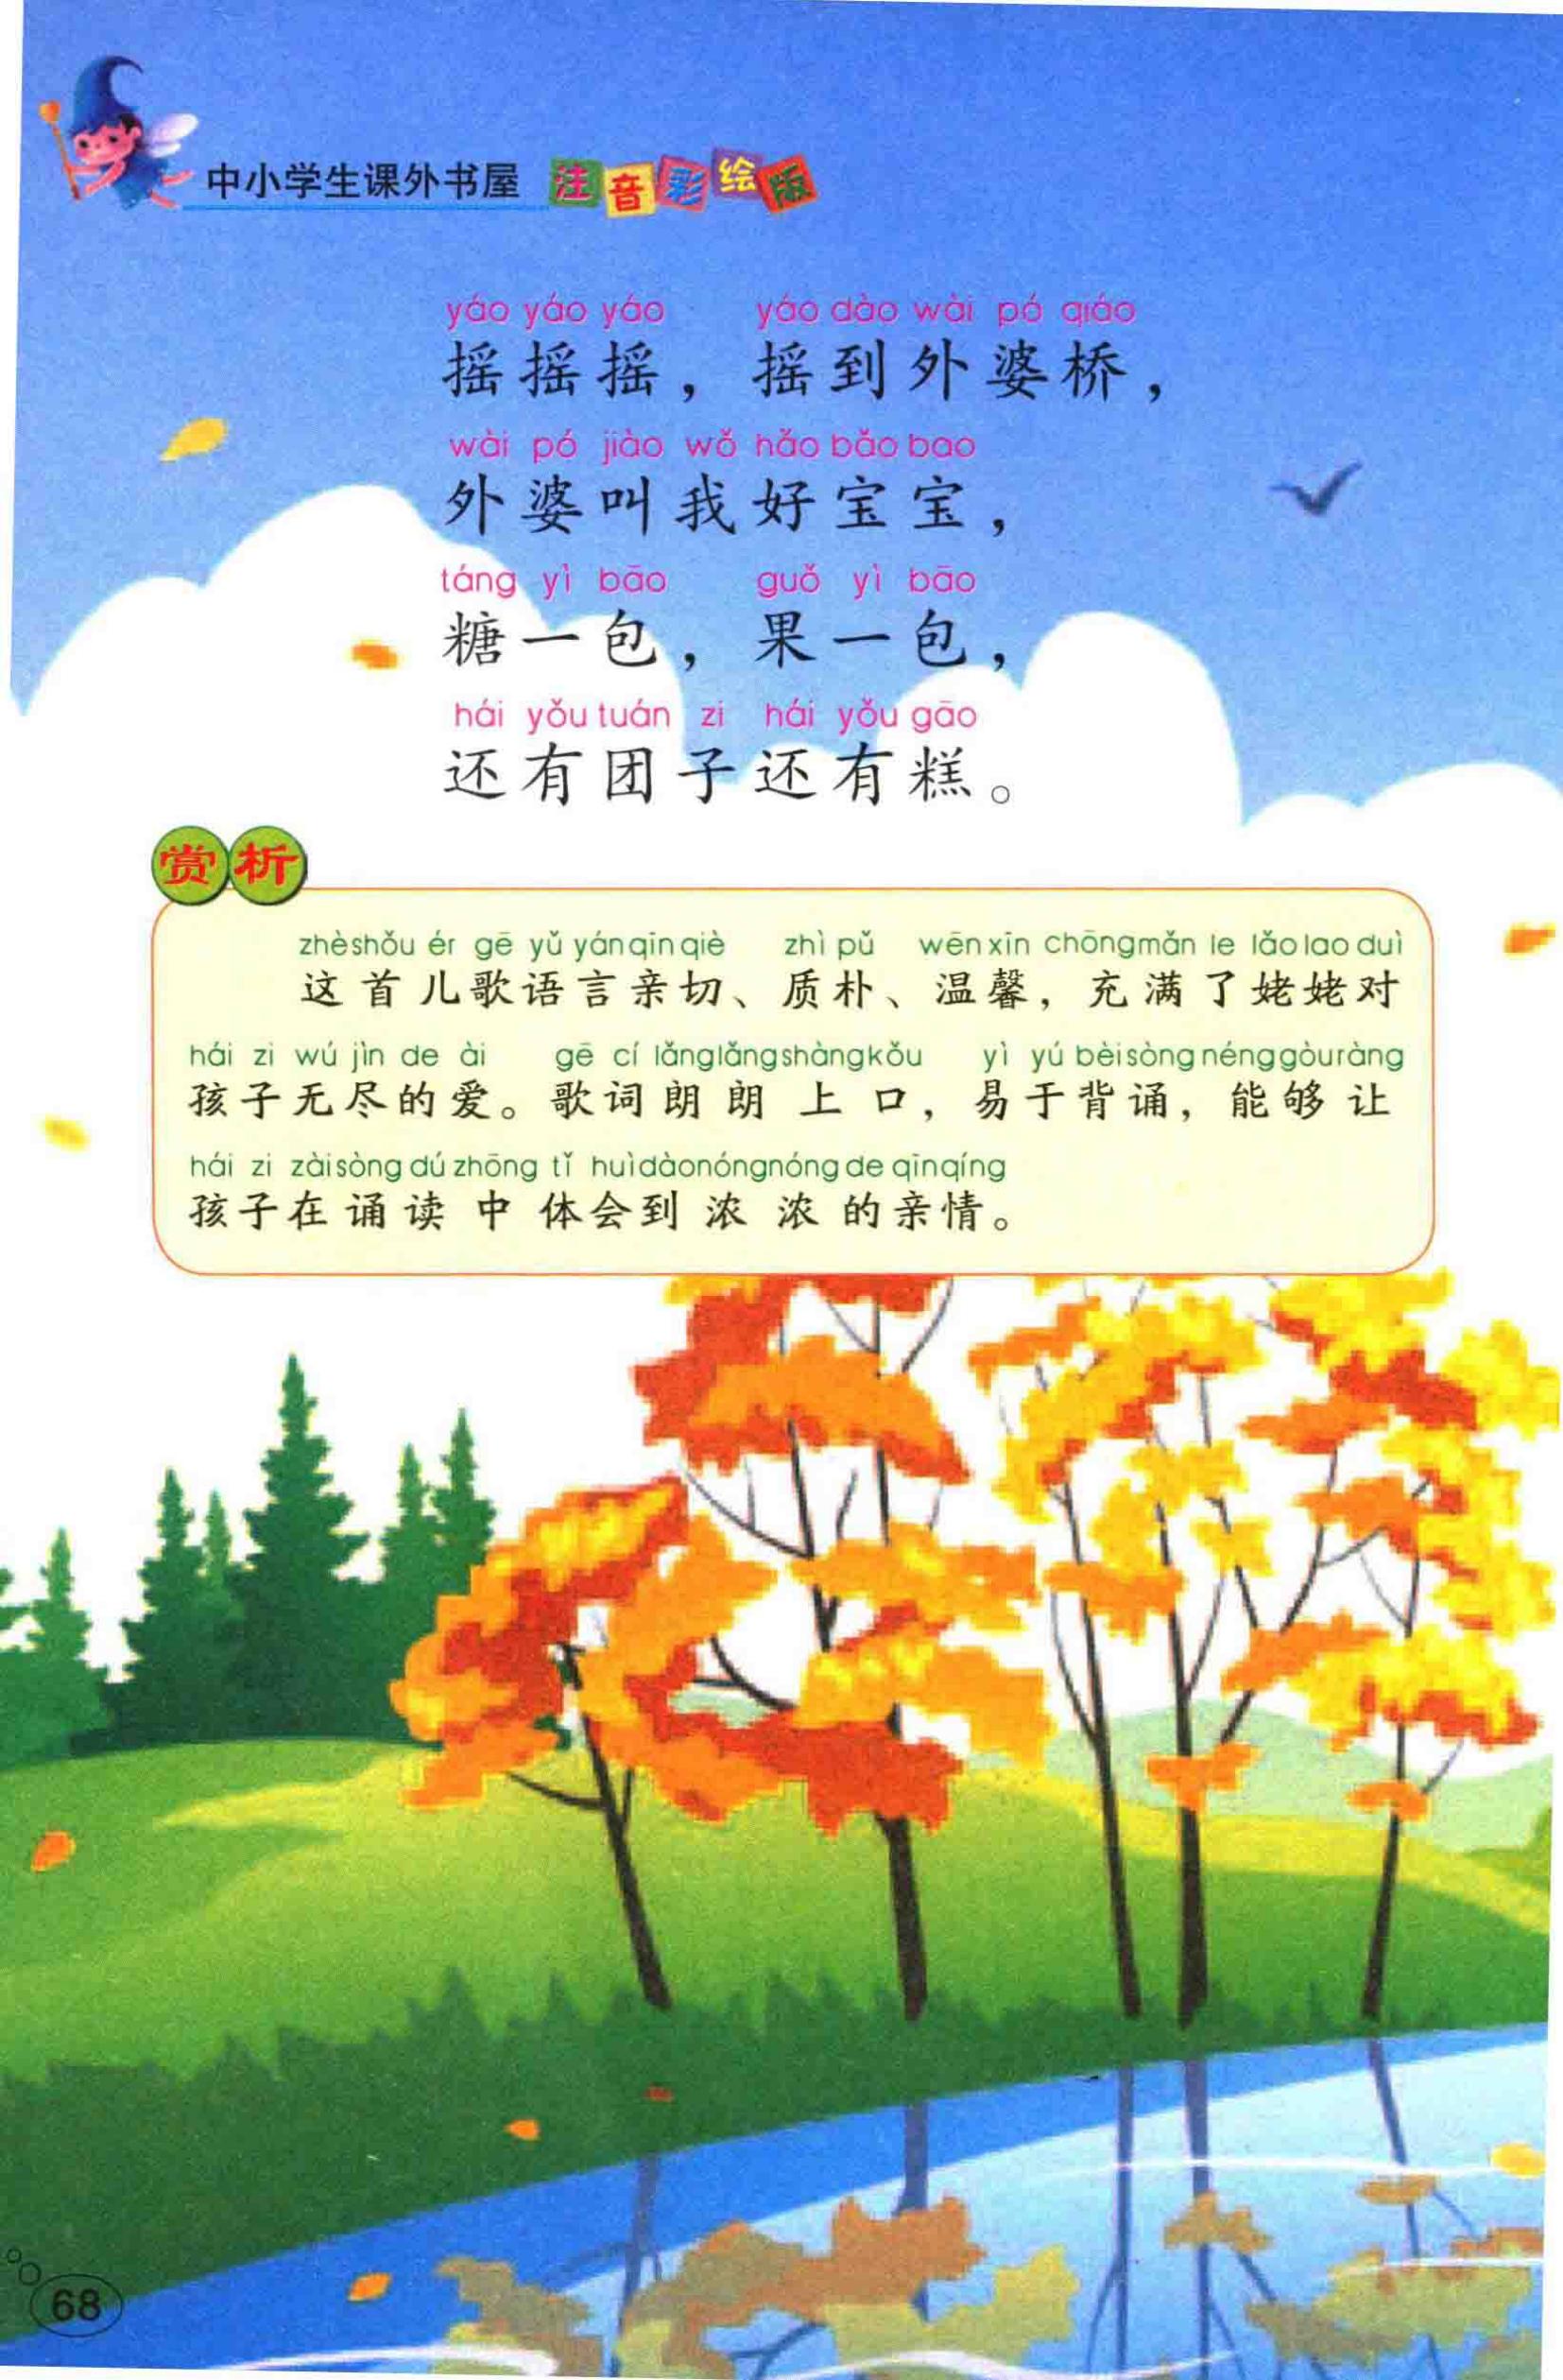 中小学生课外书屋 注音彩绘版
yáo yáo yáo yáo dào wài pó qiáo
摇摇摇，摇到外婆桥，
wài pó jiào wǒ hǎo bǎo bao
外婆叫我好宝宝，
táng yì bāo guǒ yì bāo
糖一包，果一包，
hái yǒu tuán zi hái yǒu gāo
还有团子还有糕。
赏析
zhè shǒu ér gē yǔ yán qīn qiè zhì pǔ wēn xīn chōng mǎn le lǎo lao duì
这首儿歌语言亲切、质朴、温馨，充满了姥姥对
hái zi wú jìn de ài gē cí lǎng lǎng shàng kǒu yì yú bèi sòng néng gòu ràng
孩子无尽的爱。歌词朗朗上口，易于背诵，能够让
hái zi zài sòng dú zhōng tǐ huì dào nóng nóng de qīn qíng
孩子在诵读中体会到浓浓的亲情。
68